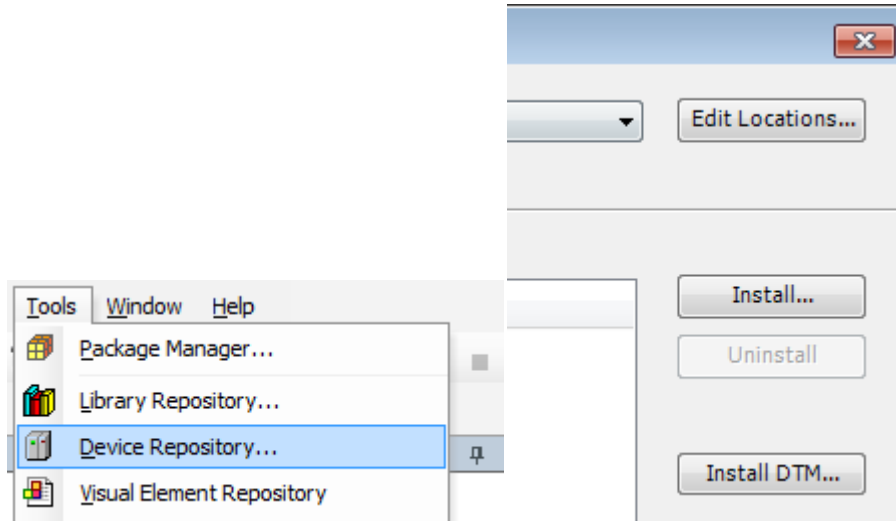 Edit Locations...
Install...
Uninstall
Install DTM...
Tools Window Help
Package Manager...
Library Repository...
Device Repository...
Visual Element Repository